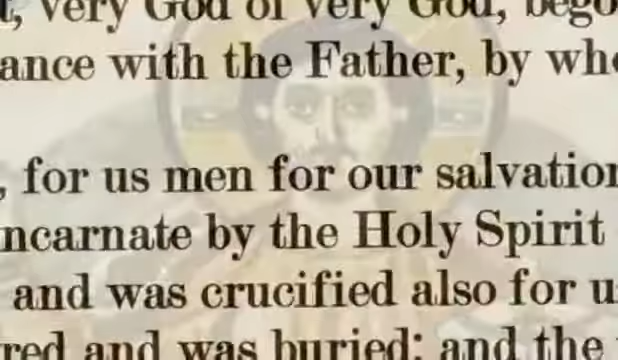 , very God of very God, bego
ance with the Father, by who
, for us men for our salvation
ncarnate by the Holy Spirit
and was crucified also for u
red and was buried; and the